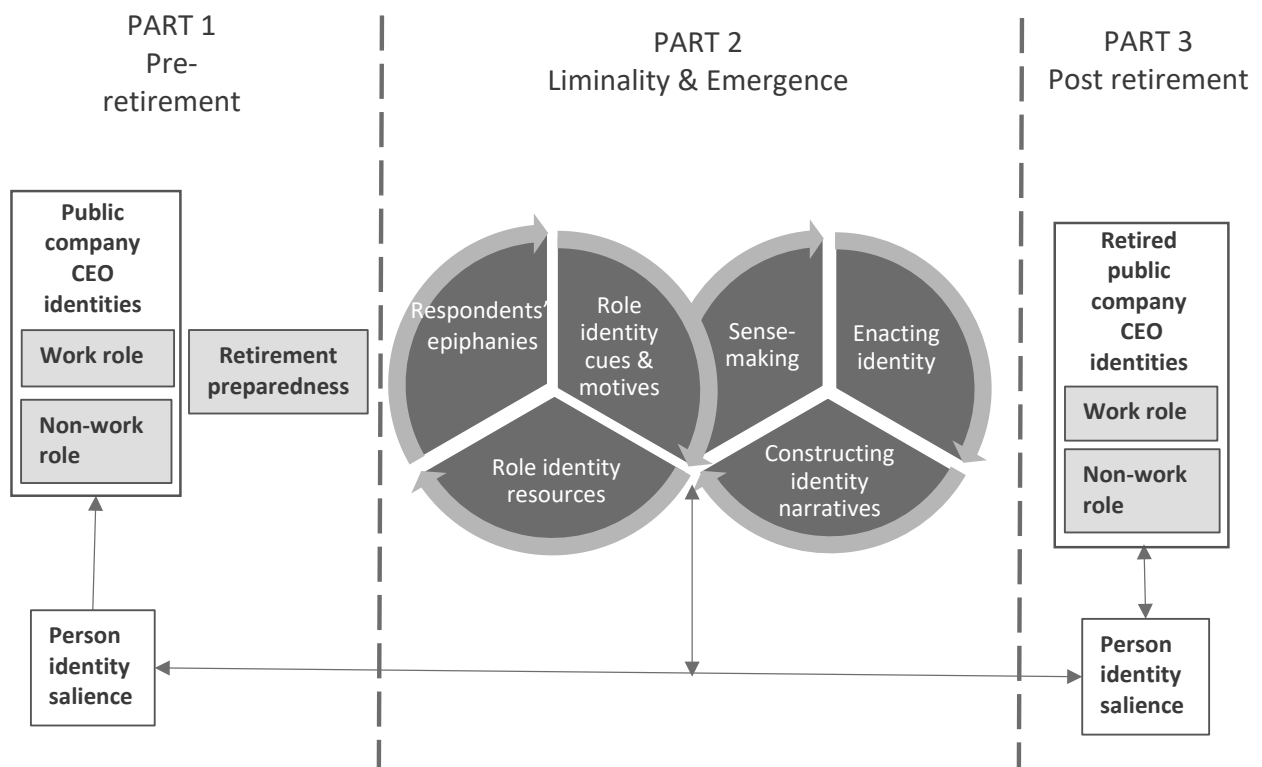 PART 1
Pre-
retirement
PART 2
Liminality & Emergence
PART 3
Post retirement
Public
company
CEO
identities
Work role
Non-work
role
Retirement
preparedness
Respondents'
epiphanies
Role
identity
cues &
motives
Role identity
resources
Sense-
making
Enacting
identity
Constructing
identity
narratives
Retired
public
company
CEO
identities
Work role
Non-work
role
Person
identity
salience
Person
identity
salience